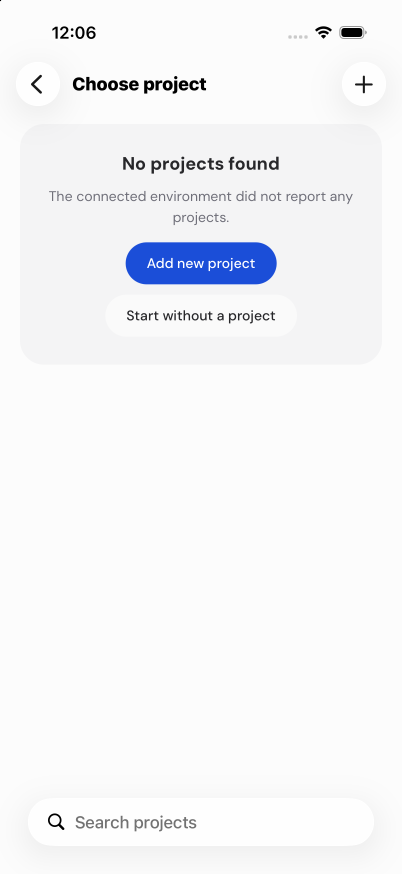 12:06
Choose project
No projects found
The connected environment did not report any
projects.
Add new project
Start without a project
Search projects